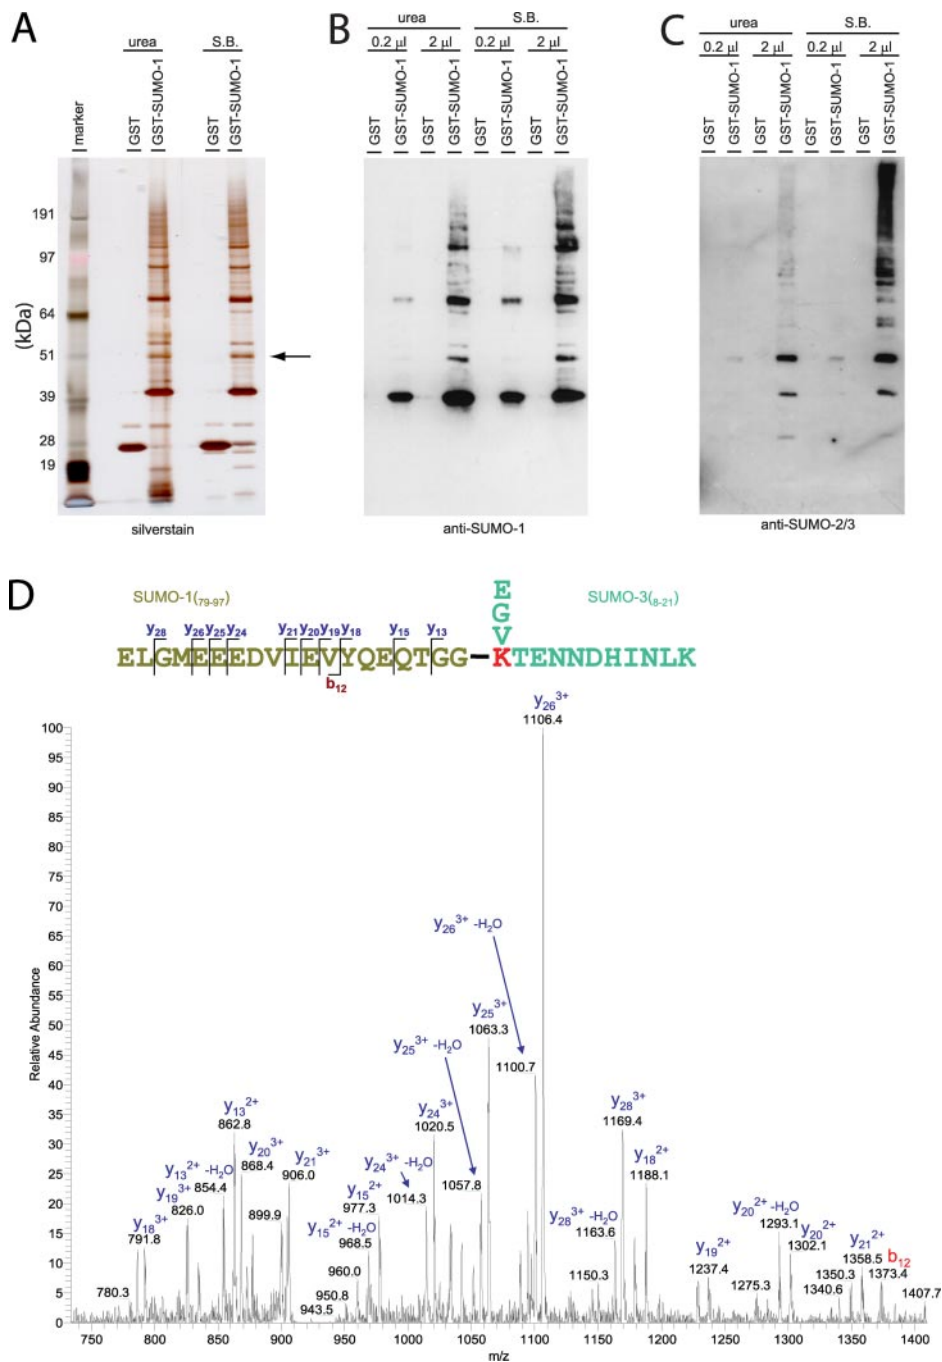 A
urea
S.B.
marker
GST
GST-SUMO-1
GST
GST-SUMO-1
191
97
64
51
39
28
19
(kDa)
silverstain
B
urea
S.B.
0.2 µl
2 µl
0.2 µl
2 µl
GST
GST-SUMO-1
GST
GST-SUMO-1
GST
GST-SUMO-1
GST
GST-SUMO-1
anti-SUMO-1
C
urea
S.B.
0.2 µl
2 µl
0.2 µl
2 µl
GST
GST-SUMO-1
GST
GST-SUMO-1
GST
GST-SUMO-1
GST
GST-SUMO-1
anti-SUMO-2/3
D
SUMO-1(79-97)
SUMO-3(8-21)
E
G
V
y28 y26 y25 y24 y21 y20 y19 y18 y15 y13
ELGMEEEDVIEVYQEQTGG–KTENNDHINLK
b12
Relative Abundance
100
95
90
85
80
75
70
65
60
55
50
45
40
35
30
25
20
15
10
5
0
y26 3+
1106.4
y26 3+ -H2O
1100.7
y25 3+
1063.3
y25 3+ -H2O
1057.8
y24 3+
1020.5
y24 3+ -H2O
1014.3
y28 3+
1169.4
y28 3+ -H2O
1163.6
y18 2+
1188.1
y13 2+
862.8
y13 2+ -H2O
854.4
y20 3+
868.4
y21 3+
906.0
899.9
y19 3+
826.0
y18 3+
791.8
780.3
y15 2+
977.3
y15 2+ -H2O
968.5
960.0
950.8
943.5
1150.3
y19 2+
1237.4
1275.3
y20 2+ -H2O
1293.1
y20 2+
1302.1
1340.6
1350.3
y21 2+
1358.5
b12
1373.4
1407.7
750 800 850 900 950 1000 1050 1100 1150 1200 1250 1300 1350 1400
m/z